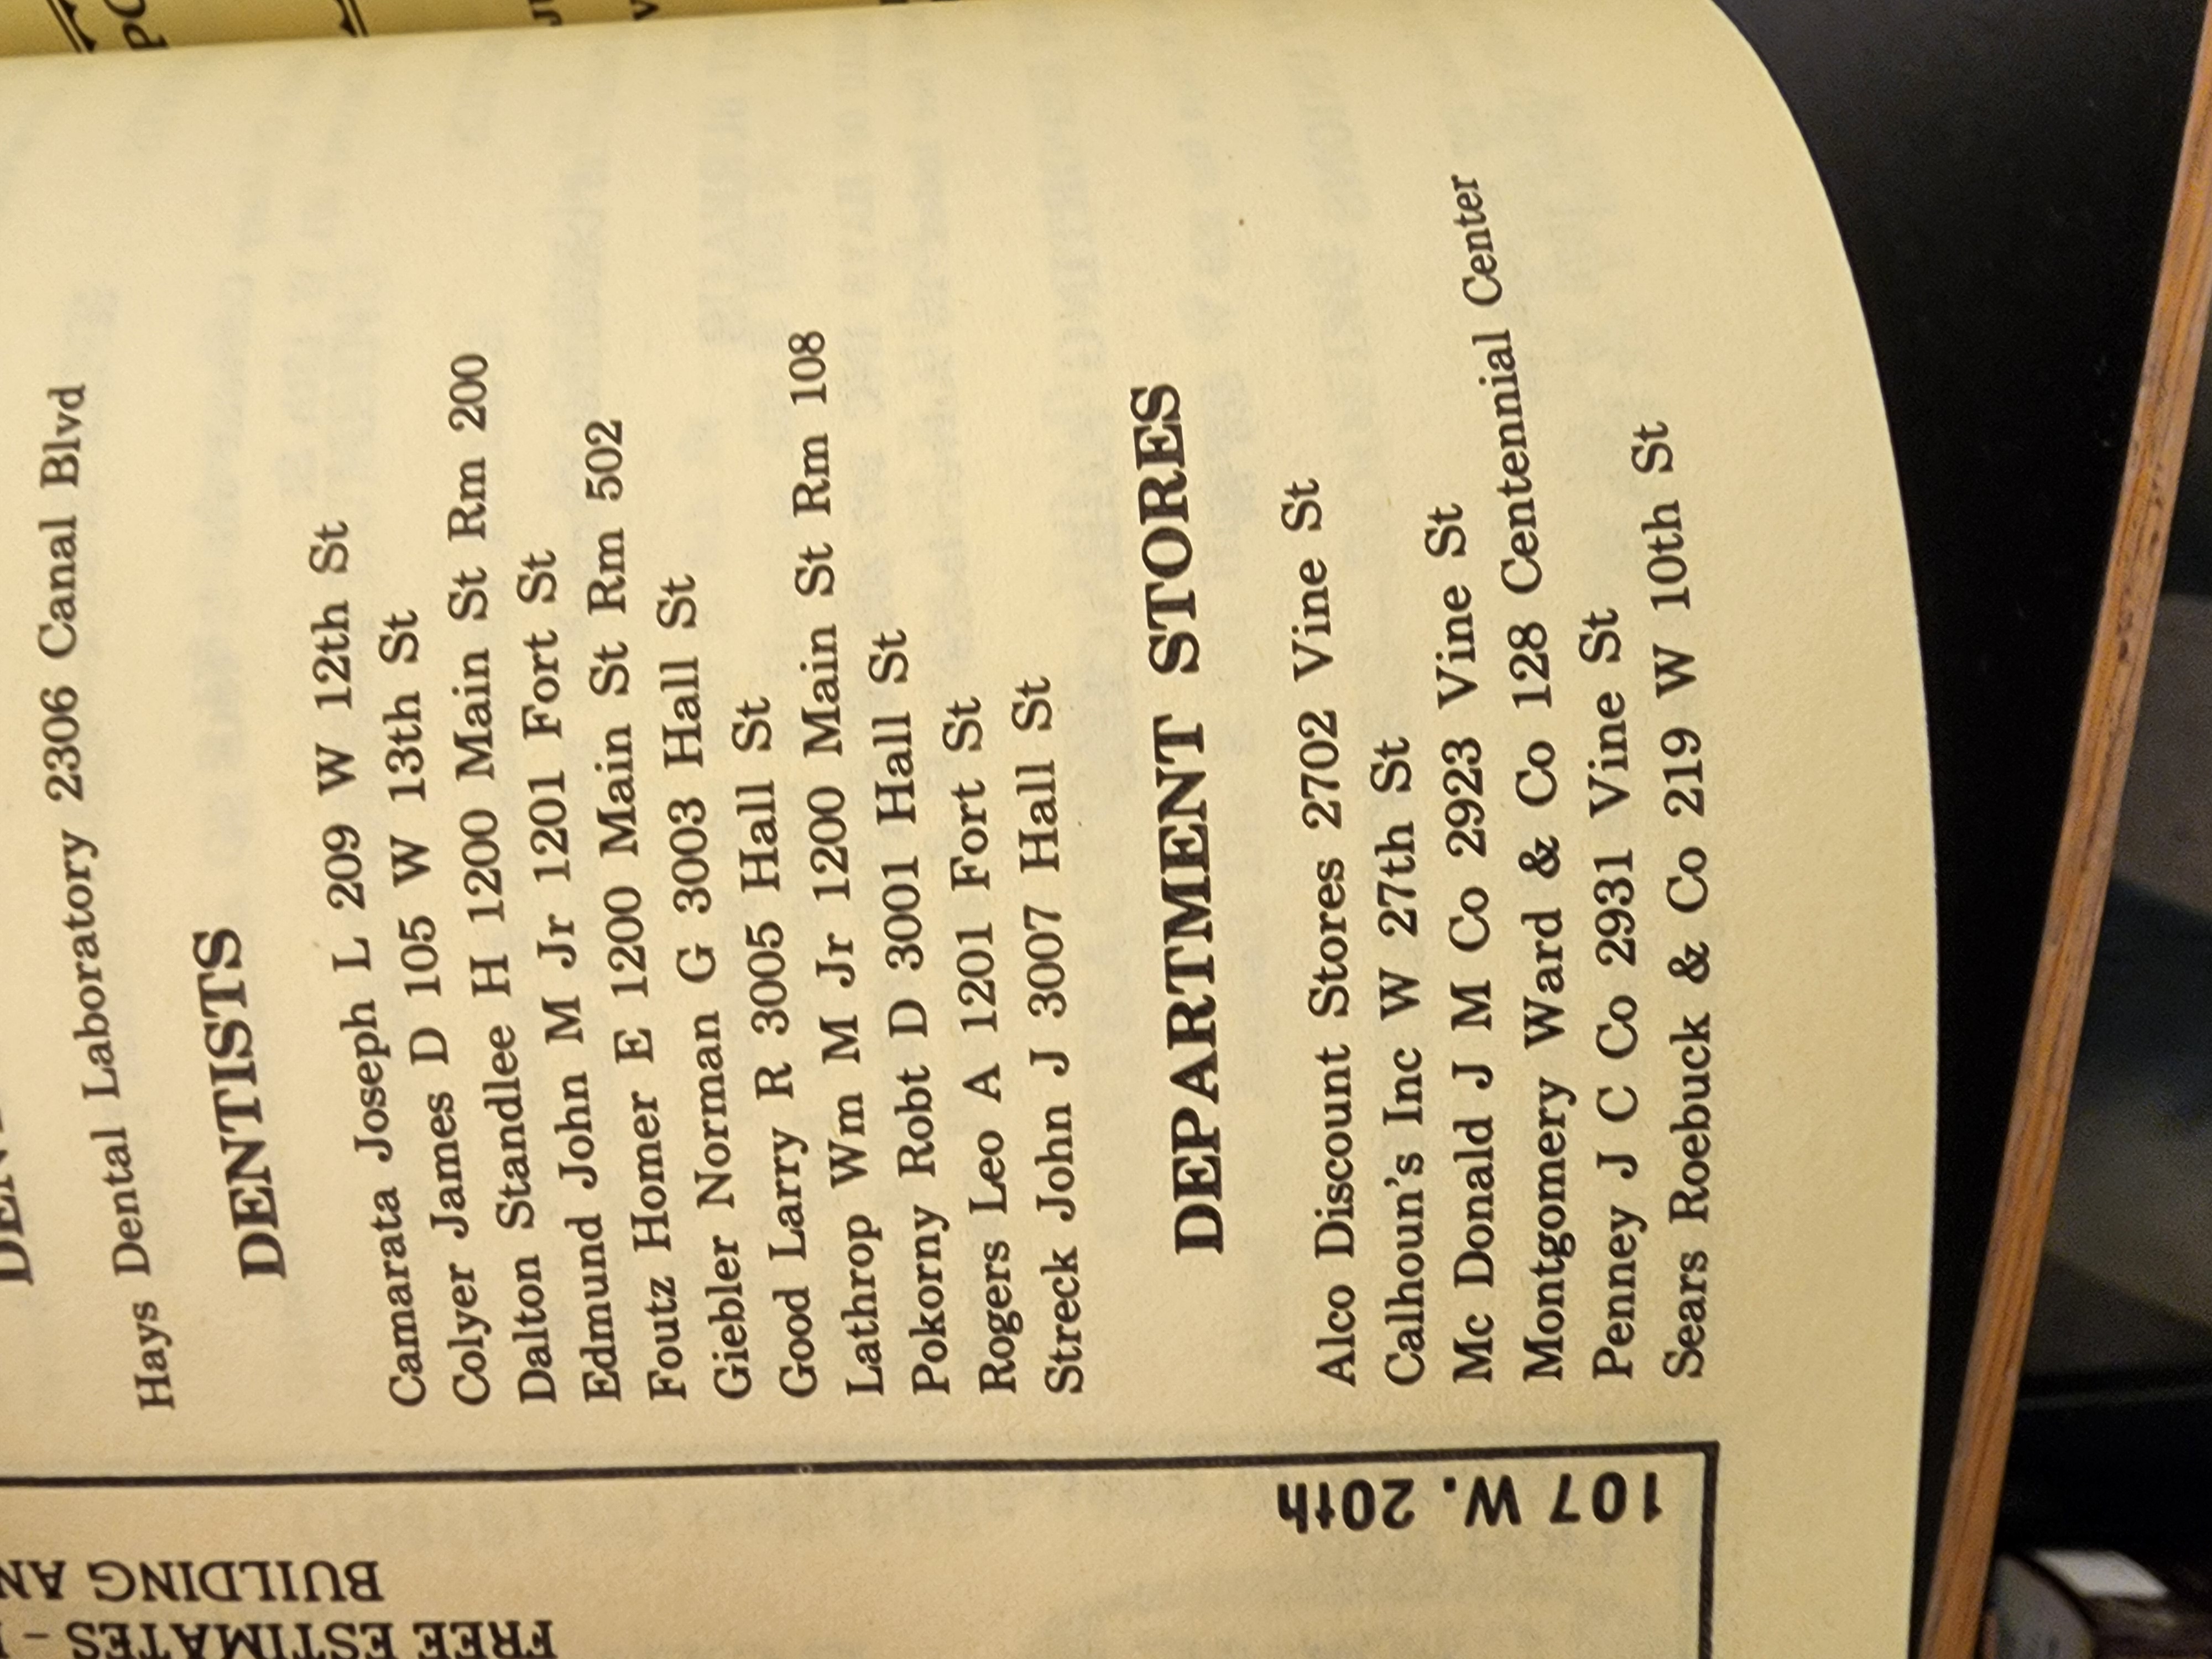 Hays Dental Laboratory 2306 Canal Blvd
DENTISTS
Camarata Joseph L 209 W 12th St
Colyer James D 105 W 13th St
Dalton Standlee H 1200 Main St Rm 200
Edmund John M Jr 1201 Fort St
Foutz Homer E 1200 Main St Rm 502
Giebler Norman G 3003 Hall St
Good Larry R 3005 Hall St
Lathrop Wm M Jr 1200 Main St Rm 108
Pokorny Robt D 3001 Hall St
Rogers Leo A 1201 Fort St
Streck John J 3007 Hall St
DEPARTMENT STORES
Alco Discount Stores 2702 Vine St
Calhoun's Inc W 27th St
Mc Donald J M Co 2923 Vine St
Montgomery Ward & Co 128 Centennial Center
Penney J C Co 2931 Vine St
Sears Roebuck & Co 219 W 10th St
107 W. 20th
BUILDING
FREE ESTIMATES -